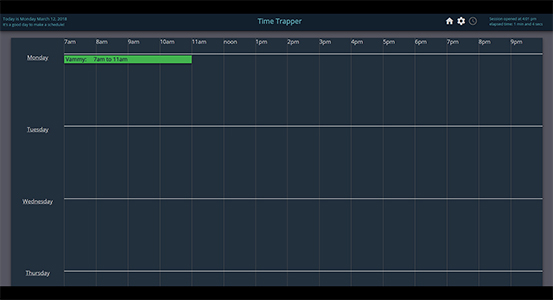 Today is Monday March 12, 2018
It's a good day to make a schedule!
Time Trapper
Session opened at 4:01 pm
elapsed time: 1 min and 4 secs
7am 8am 9am 10am 11am noon 1pm 2pm 3pm 4pm 5pm 6pm 7pm 8pm 9pm
Monday
Vammy: 7am to 11am
Tuesday
Wednesday
Thursday